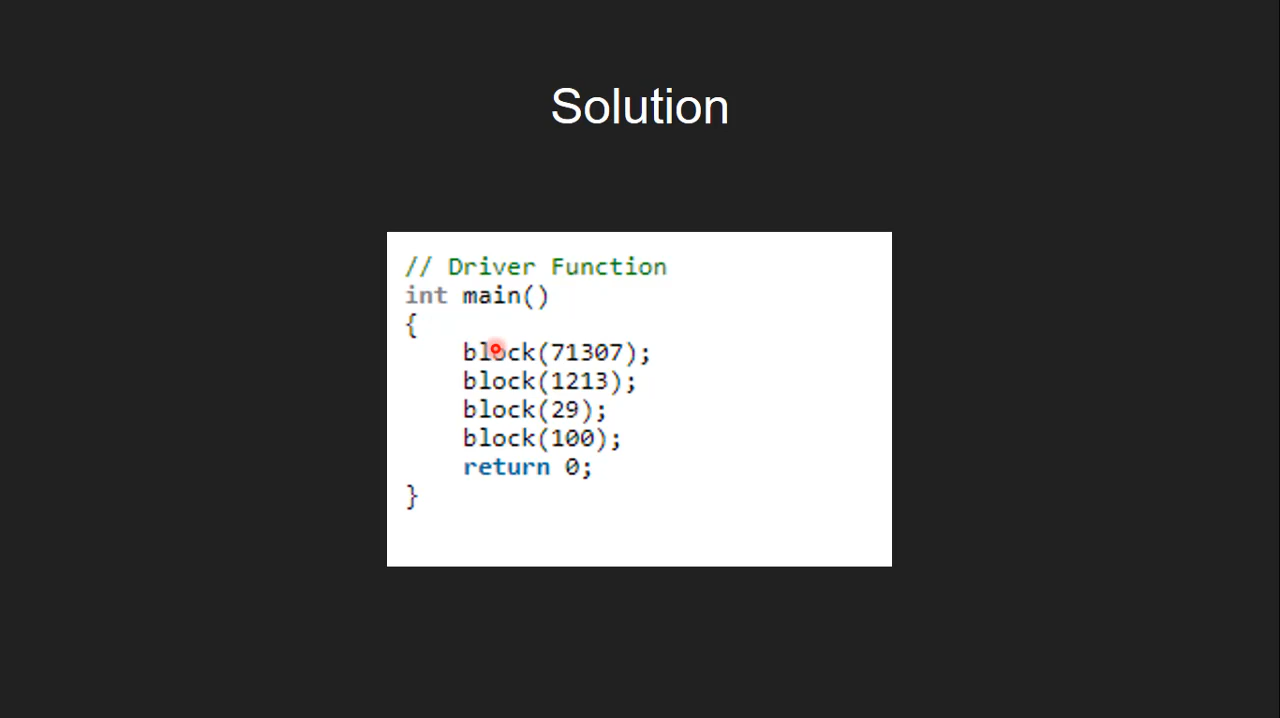 Solution
// Driver Function
int main()
{
block(71307);
block(1213);
block(29);
block(100);
return 0;
}